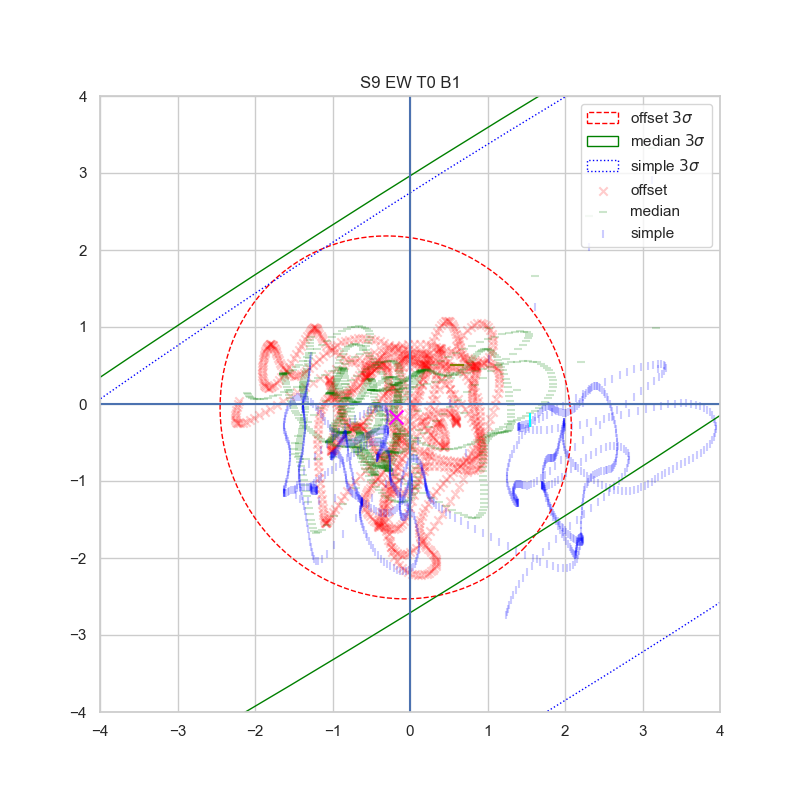 S9 EW T0 B1
offset 3σ
median 3σ
simple 3σ
offset
median
simple
4
3
2
1
0
−1
−2
−3
−4
−4 −3 −2 −1 0 1 2 3 4